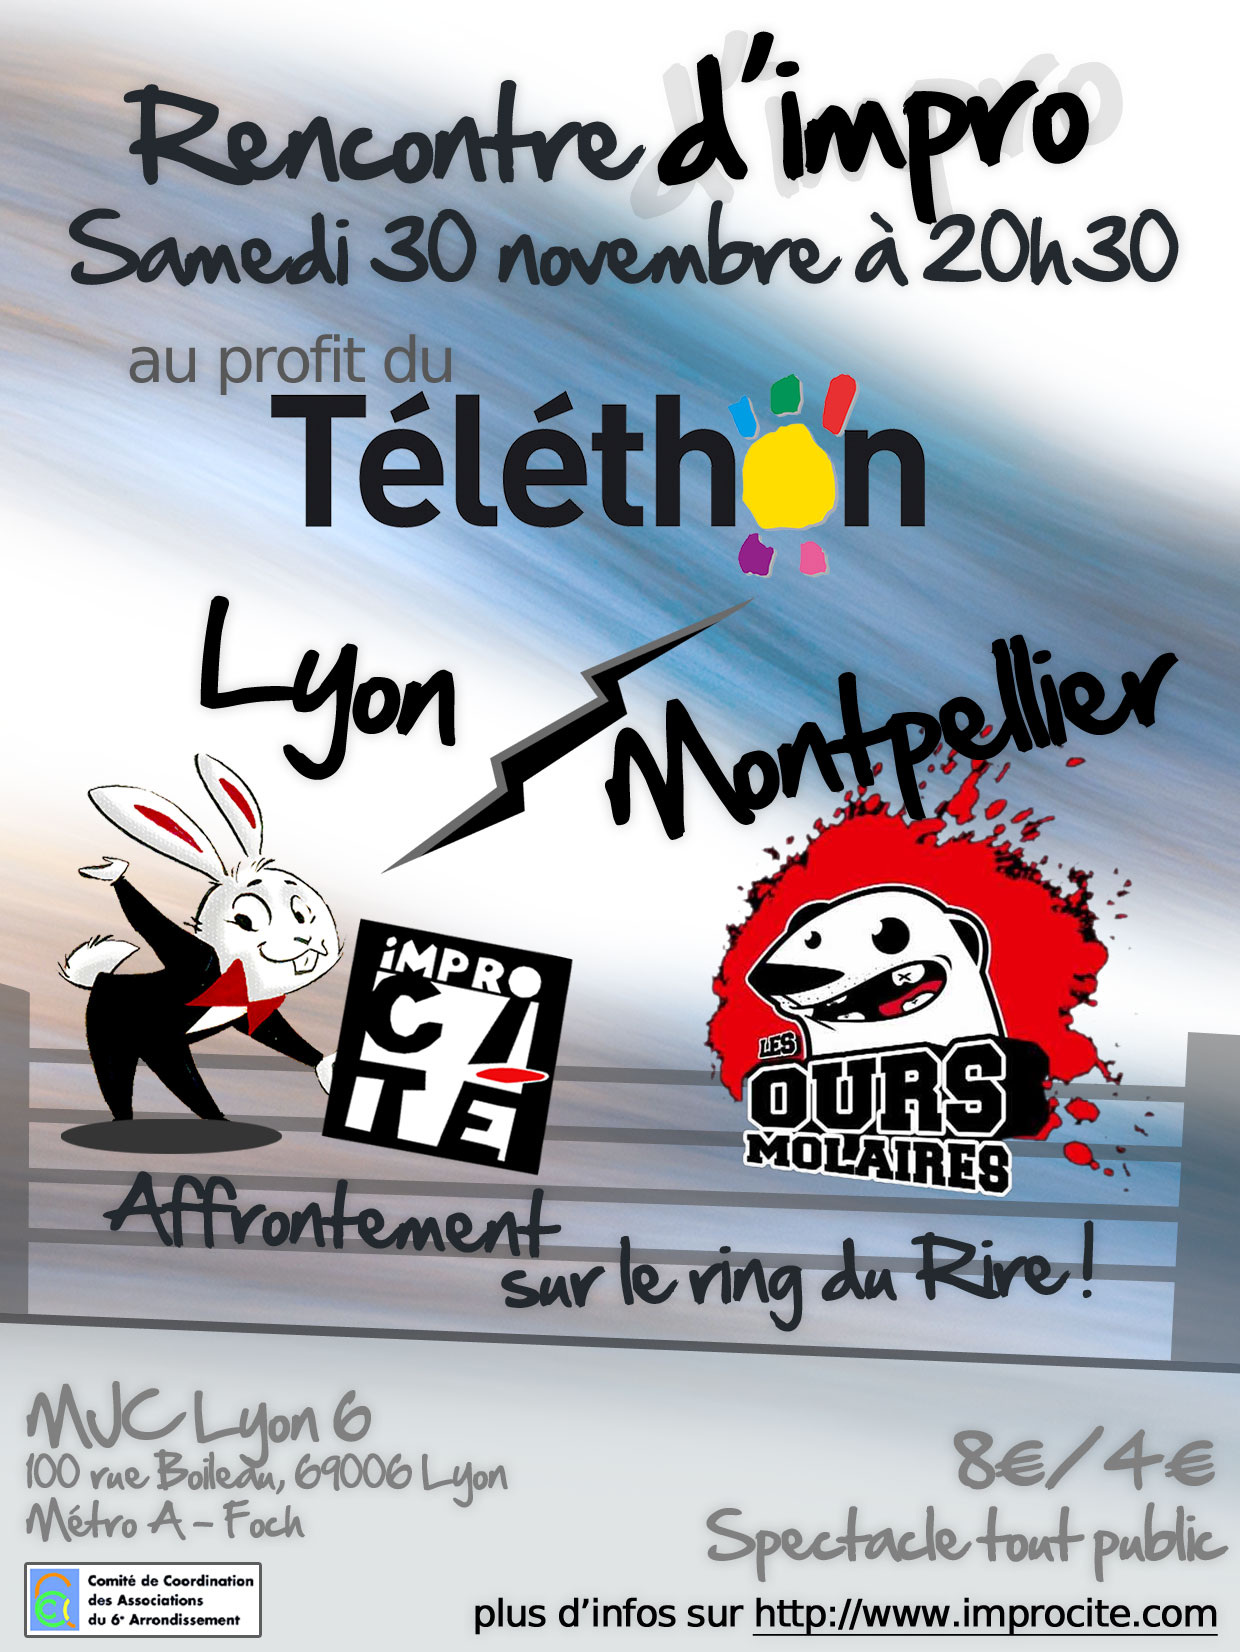 Rencontre d'impro
Samedi 30 novembre à 20h30
au profit du
Téléthon
Lyon
Montpellier
iMPRO
CI
TÉ
LES
OURS
MOLAIRES
Affrontement
sur le ring du Rire !
MJC Lyon 6
100 rue Boileau, 69006 Lyon
Métro A - Foch
8€/4€
Spectacle tout public
Comité de Coordination
des Associations
du 6e Arrondissement
plus d'infos sur http://www.improcite.com